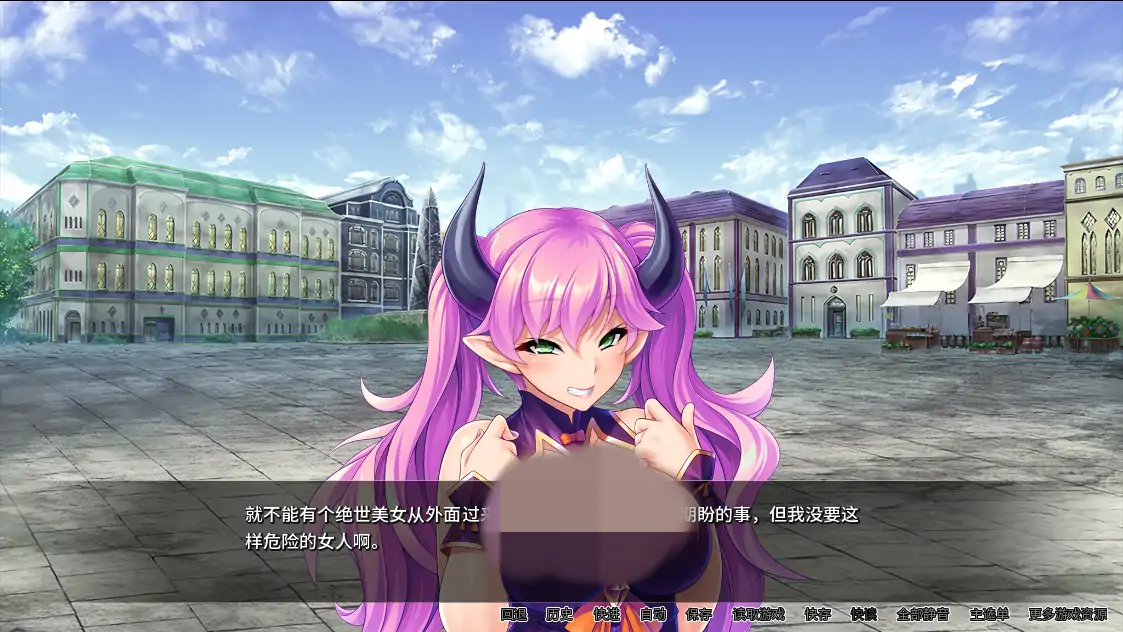 就不能有个绝世美女从外面过 期盼的事，但我没要这
样危险的女人啊。
回退 历史 快进 自动 保存 读取游戏 快存 快读 全部静音 主选单 更多游戏资源